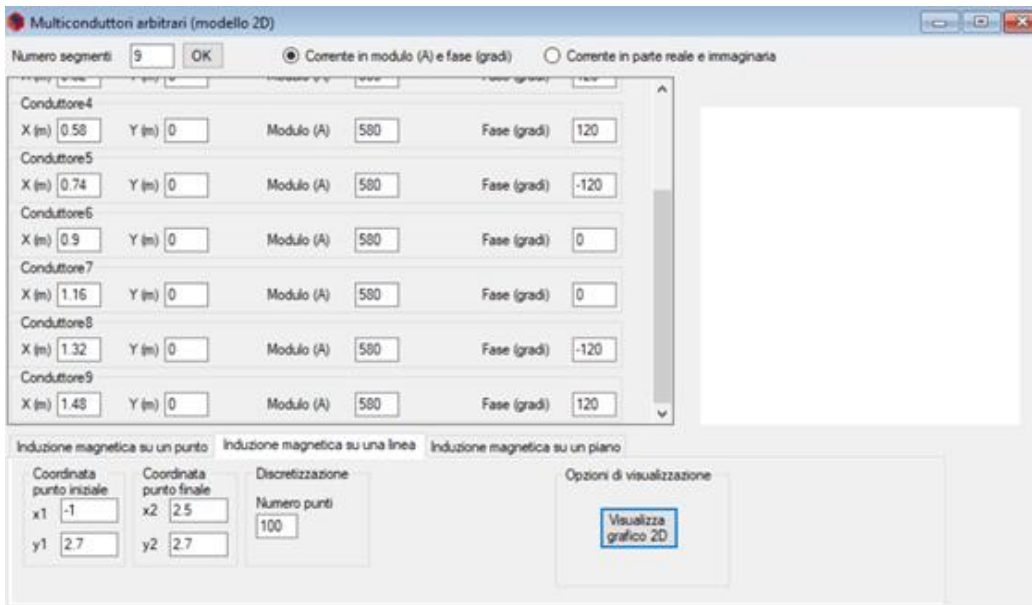 Multiconduttori arbitrari (modello 2D)
Numero segmenti 9 OK Corrente in modulo (A) e fase (gradi) Corrente in parte reale e immaginaria
Conduttore4
X (m) 0.58 Y (m) 0 Modulo (A) 580 Fase (gradi) 120
Conduttore5
X (m) 0.74 Y (m) 0 Modulo (A) 580 Fase (gradi) -120
Conduttore6
X (m) 0.9 Y (m) 0 Modulo (A) 580 Fase (gradi) 0
Conduttore7
X (m) 1.16 Y (m) 0 Modulo (A) 580 Fase (gradi) 0
Conduttore8
X (m) 1.32 Y (m) 0 Modulo (A) 580 Fase (gradi) -120
Conduttore9
X (m) 1.48 Y (m) 0 Modulo (A) 580 Fase (gradi) 120
Induzione magnetica su un punto Induzione magnetica su una linea Induzione magnetica su un piano
Coordinata punto iniziale
x1 -1
y1 2.7
Coordinata punto finale
x2 2.5
y2 2.7
Discretizzazione
Numero punti
100
Opzioni di visualizzazione
Visualizza
grafico 2D